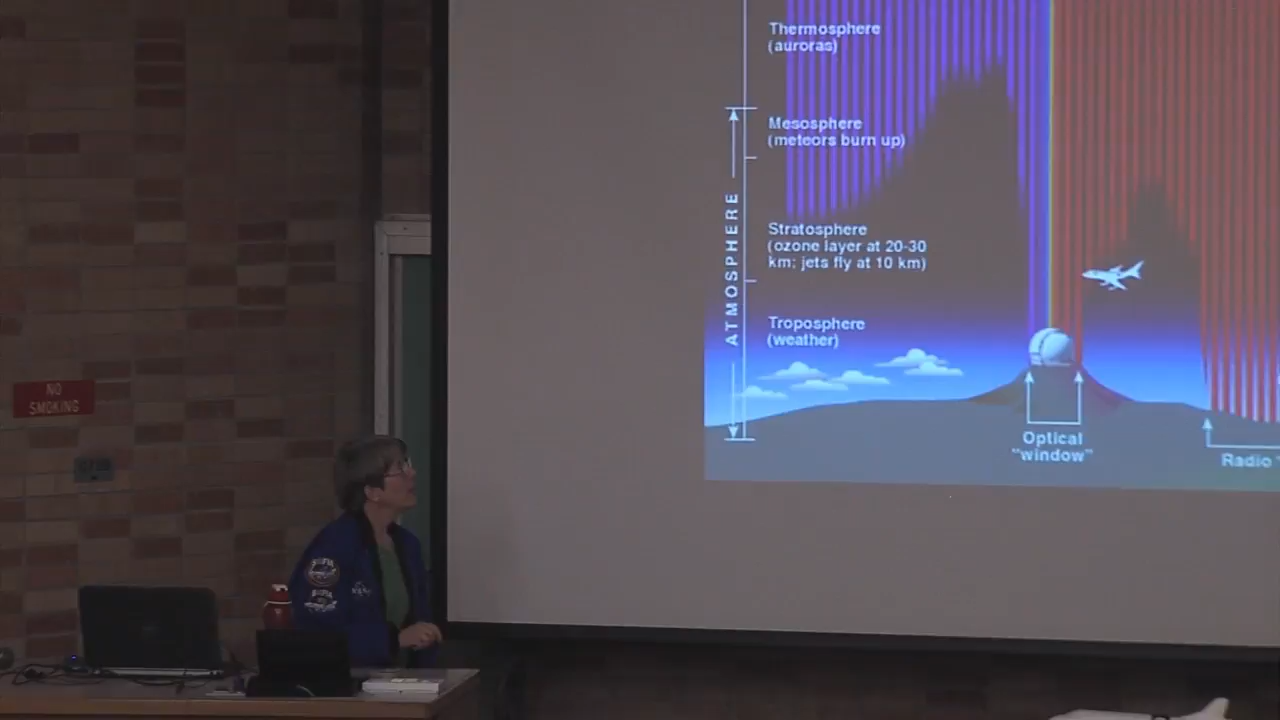 Thermosphere
(auroras)
Mesosphere
(meteors burn up)
ATMOSPHERE
Stratosphere
(ozone layer at 20-30
km; jets fly at 10 km)
Troposphere
(weather)
Optical
"window"
Radio "
NO
SMOKING